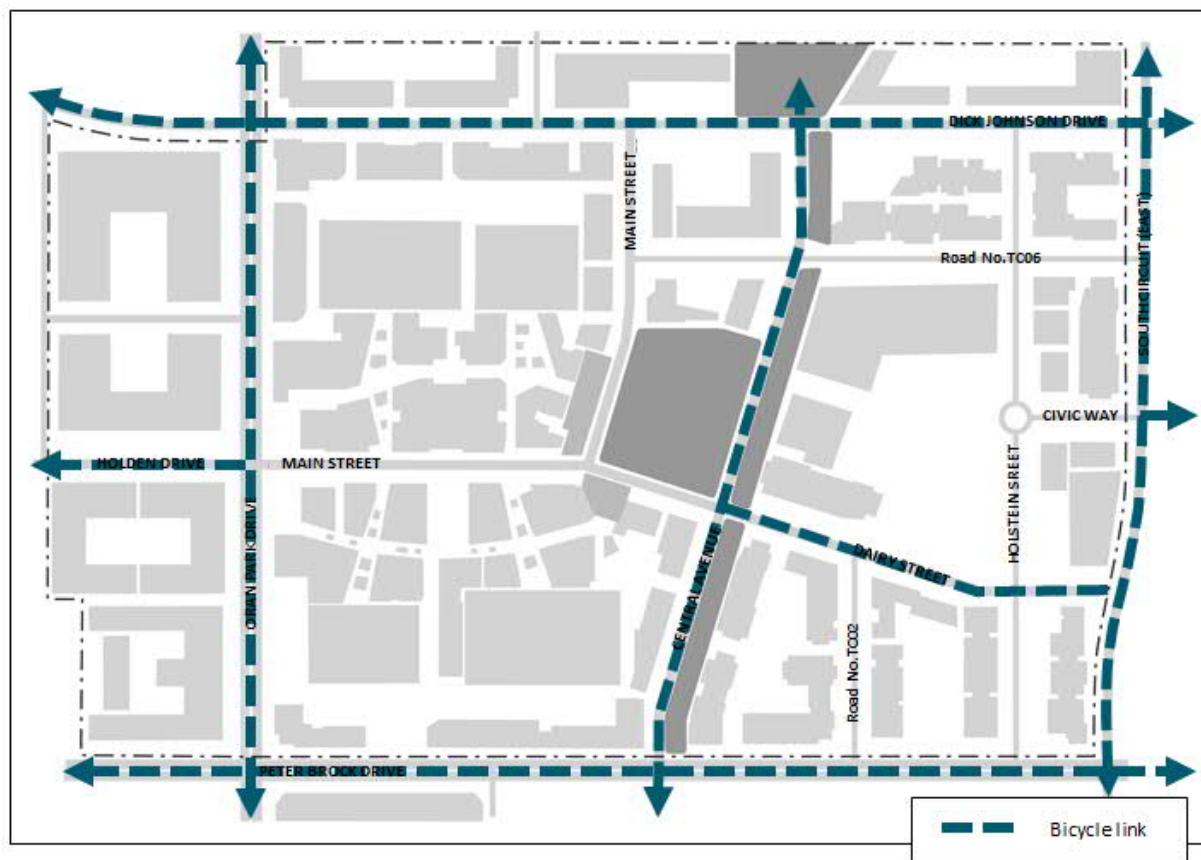 DICK JOHNSON DRIVE
MAIN STREET
SOUTH CIRCUIT (EAST)
Road No.TC06
CIVIC WAY
HOLDEN DRIVE
MAIN STREET
HOLSTEIN SREET
ORAN PARK DRIVE
CENTRAL AVENUE
DAIRY STREET
Road No.TC02
PETER BROCK DRIVE
Bicycle link